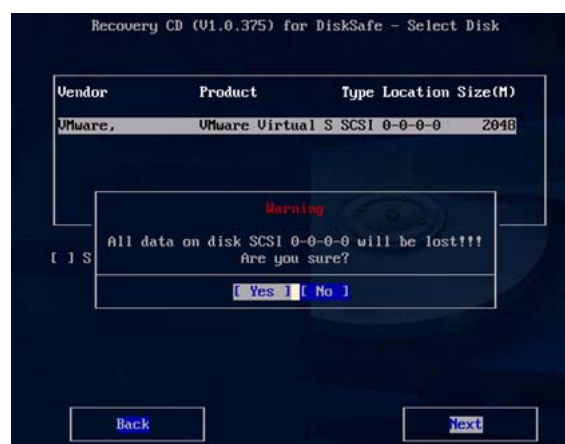 Recovery CD (V1.0.375) for DiskSafe - Select Disk
Vendor Product Type Location Size(M)
VMware, VMware Virtual S SCSI 0-0-0-0 2048
Warning
All data on disk SCSI 0-0-0-0 will be lost!!!
[ ] S
Are you sure?
[ Yes ] [ No ]
Back Next